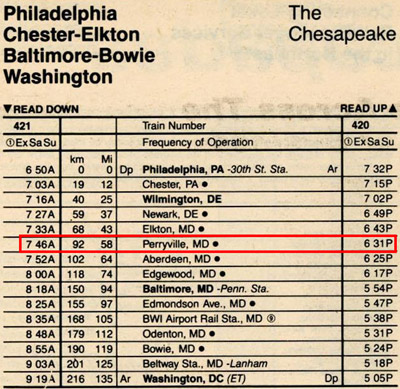 Philadelphia
Chester-Elkton
Baltimore-Bowie
Washington
The
Chesapeake
▼READ DOWN READ UP▲
421 Train Number 420
①ExSaSu Frequency of Operation ①ExSaSu
km Mi
6 50A 0 0 Dp Philadelphia, PA -30th St. Sta. Ar 7 32P
7 03A 19 12 Chester, PA ● 7 15P
7 16A 40 25 Wilmington, DE 7 02P
7 27A 59 37 Newark, DE ● 6 49P
7 33A 68 43 Elkton, MD ● 6 43P
7 46A 92 58 Perryville, MD ● 6 31P
7 52A 102 64 Aberdeen, MD ● 6 25P
8 00A 118 74 Edgewood, MD ● 6 17P
8 18A 150 94 Baltimore, MD -Penn. Sta. 5 54P
8 25A 155 97 Edmondson Ave., MD ● 5 47P
8 35A 168 105 BWI Airport Rail Sta., MD ⑨ 5 38P
8 48A 179 112 Odenton, MD ● 5 31P
8 55A 190 119 Bowie, MD ● 5 24P
9 03A 201 125 Beltway Sta., MD -Lanham 5 18P
9 19A 216 135 Ar Washington, DC (ET) Dp 5 05P